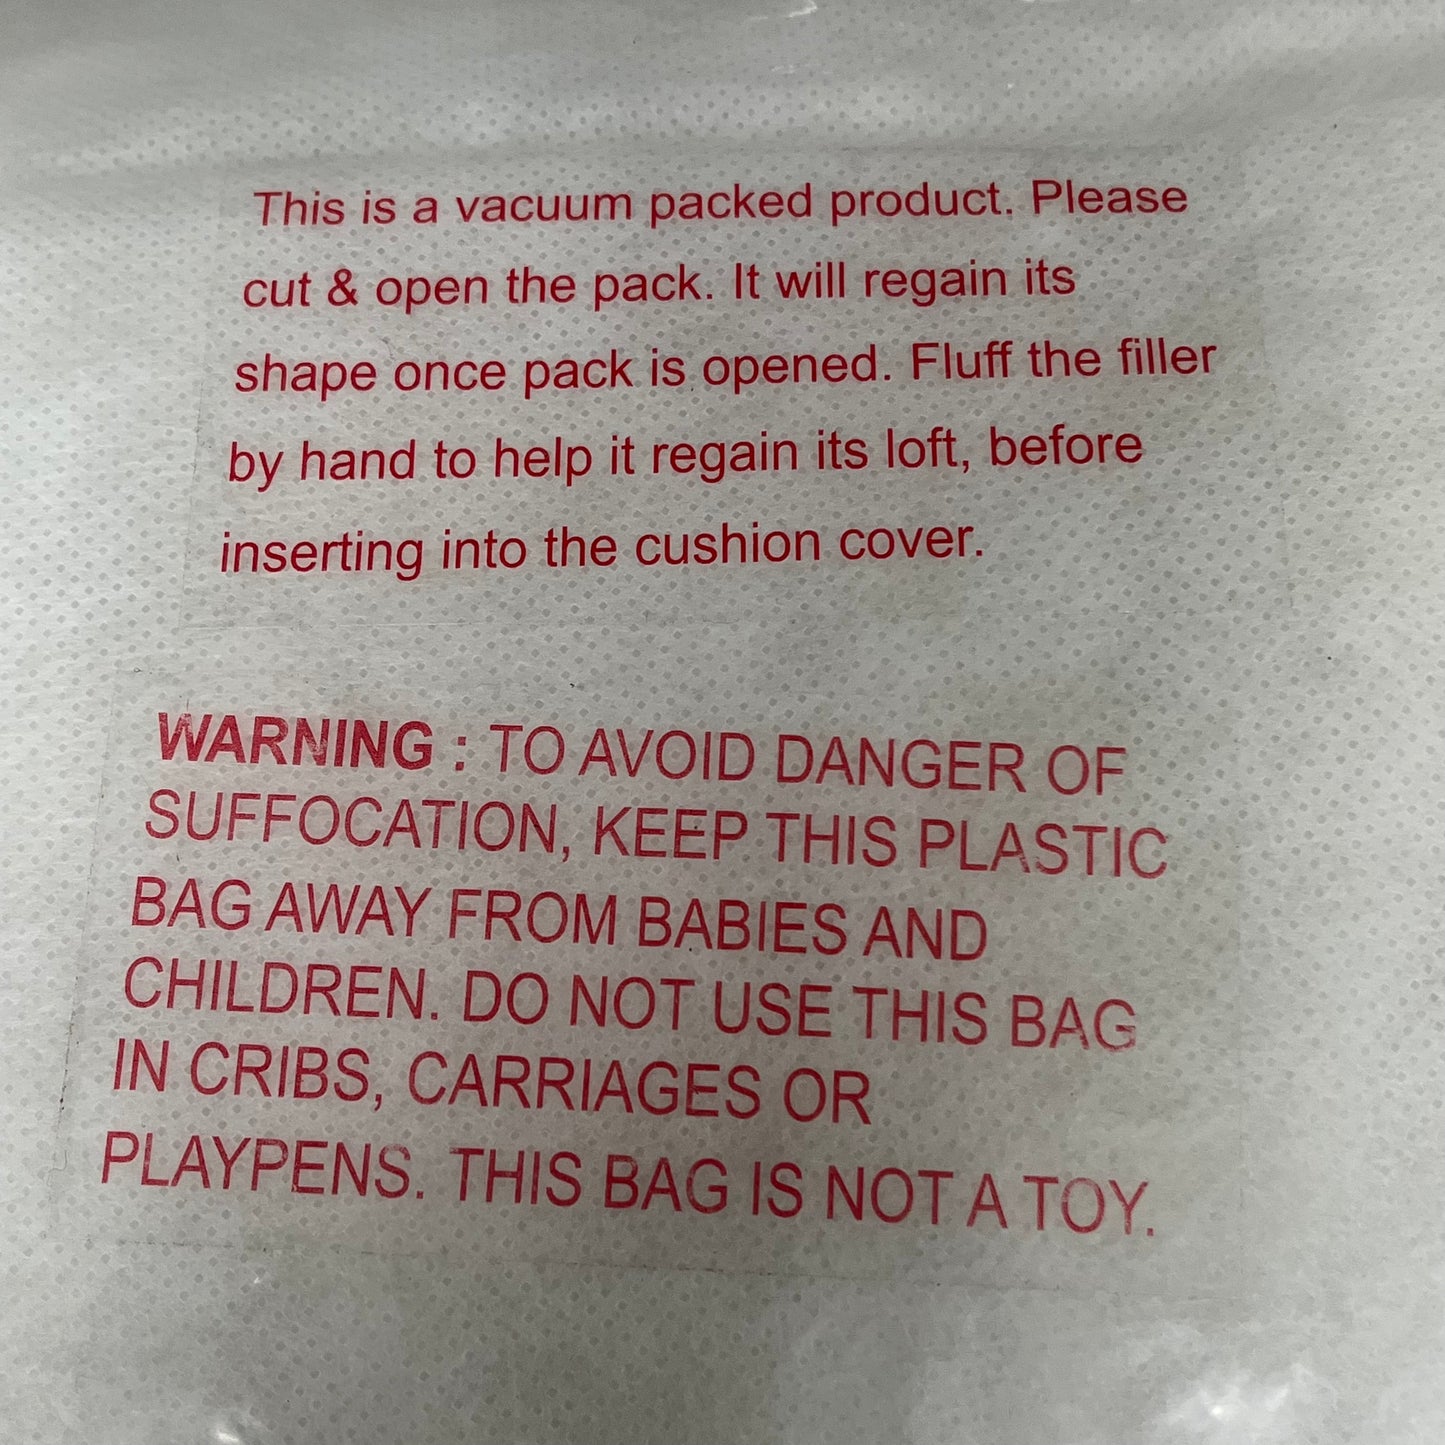 This is a vacuum packed product. Please
cut & open the pack. It will regain its
shape once pack is opened. Fluff the filler
by hand to help it regain its loft, before
inserting into the cushion cover.
WARNING : TO AVOID DANGER OF
SUFFOCATION, KEEP THIS PLASTIC
BAG AWAY FROM BABIES AND
CHILDREN. DO NOT USE THIS BAG
IN CRIBS, CARRIAGES OR
PLAYPENS. THIS BAG IS NOT A TOY.